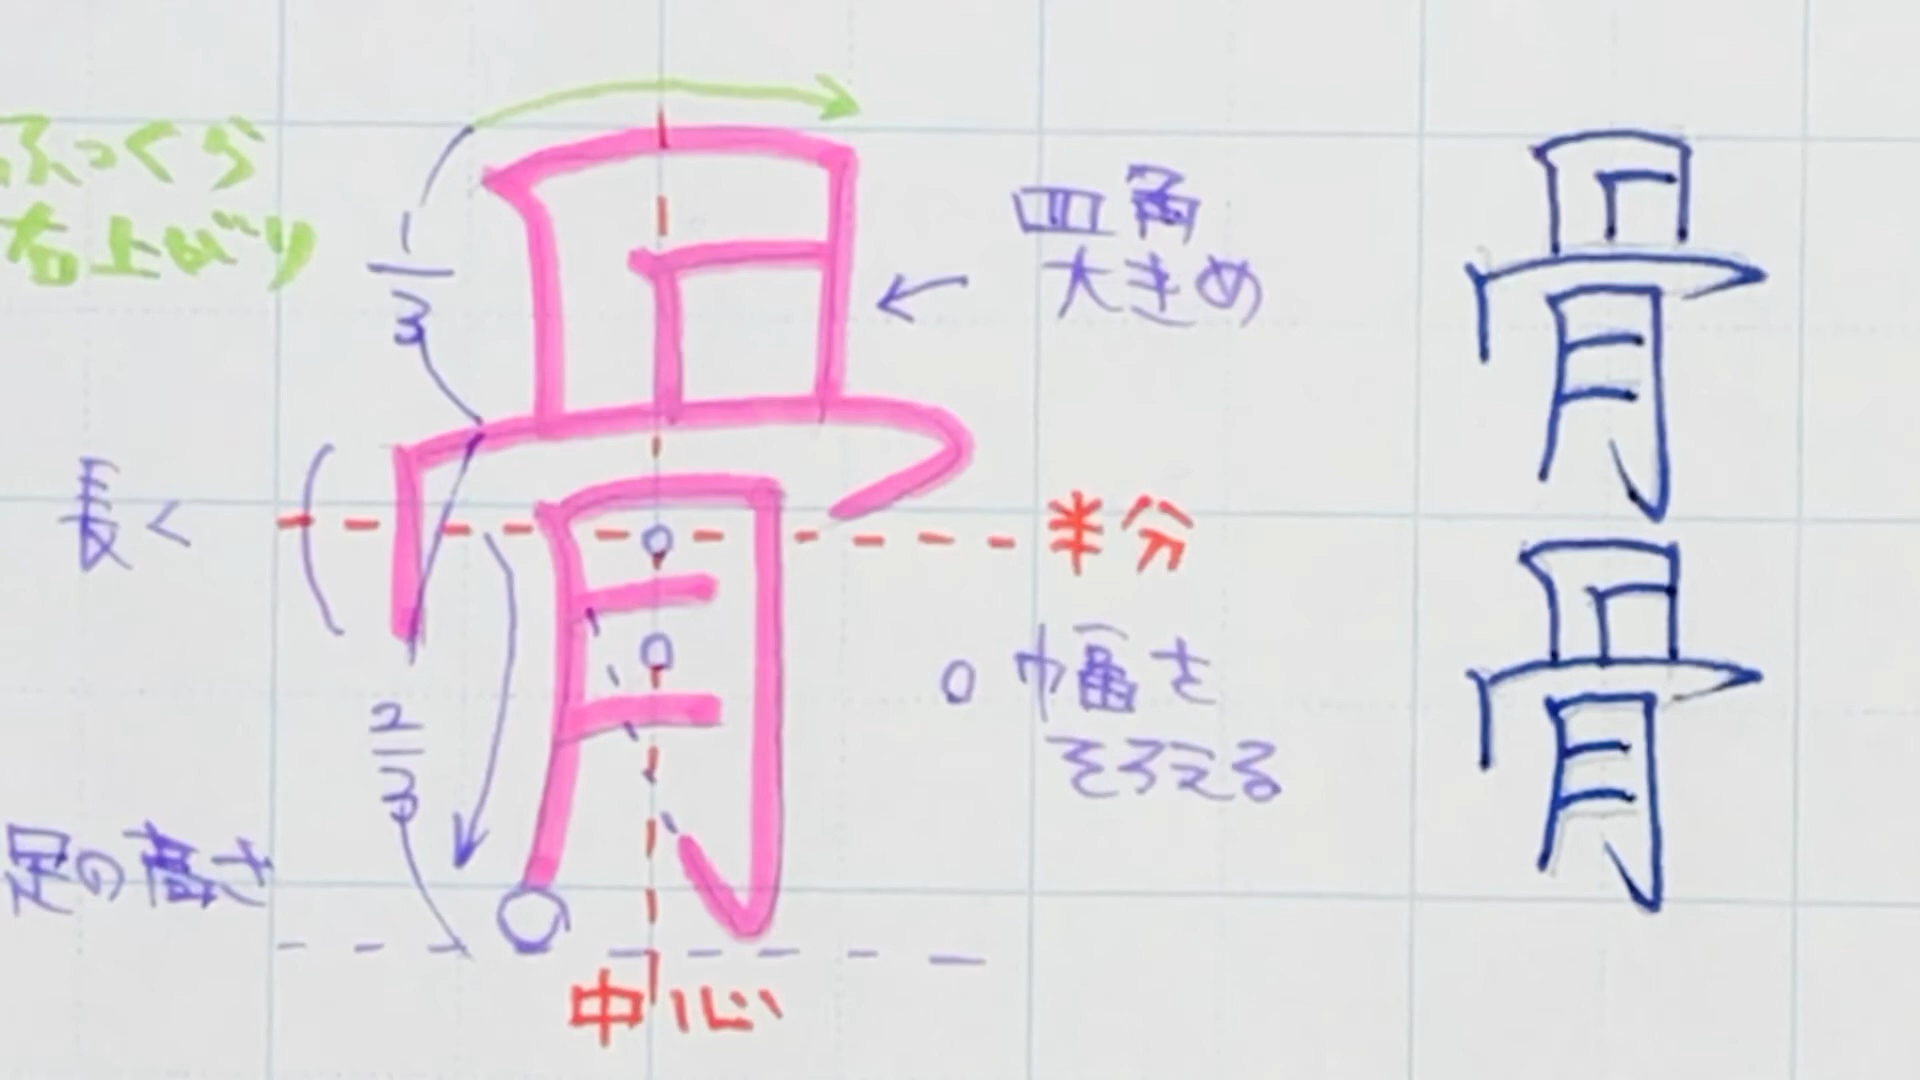 ふっくら
右上がり
1/3
四角
大きめ
骨
骨
長く
半分
幅を
そろえる
2/3
足の高さ
中心
骨